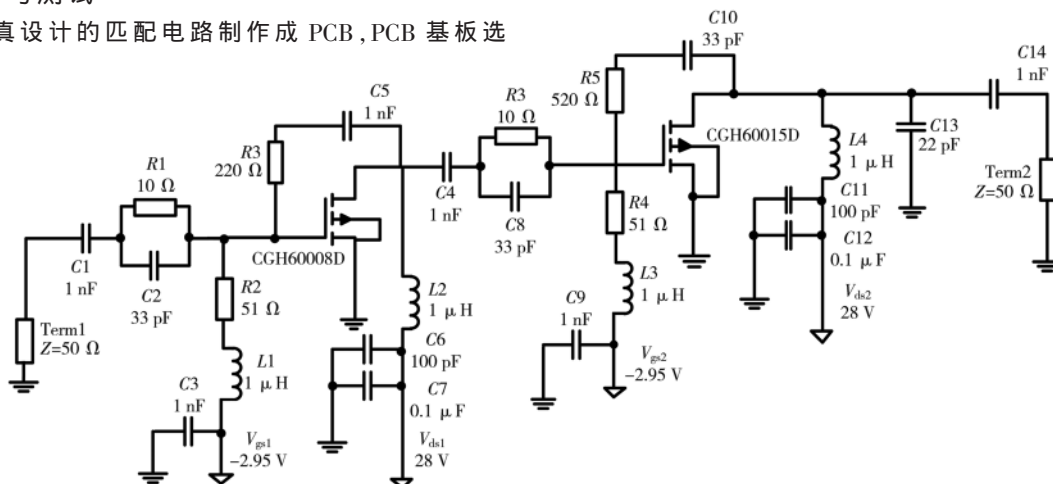 真设计的匹配电路制作成 PCB,PCB 基板选
C10
33 pF
C14
1 nF
C5
1 nF
R5
520 Ω
R3
10 Ω
CGH60015D
C13
22 pF
R3
220 Ω
L4
1 μH
R1
10 Ω
Term2
Z=50 Ω
C4
1 nF
C11
100 pF
R4
51 Ω
C8
33 pF
C12
0.1 μF
CGH60008D
C1
1 nF
C2
33 pF
R2
51 Ω
L2
1 μH
L3
1 μH
C9
1 nF
Vds2
28 V
Term1
Z=50 Ω
C6
100 pF
Vgs2
-2.95 V
L1
1 μH
C3
1 nF
C7
0.1 μF
Vgs1
-2.95 V
Vds1
28 V